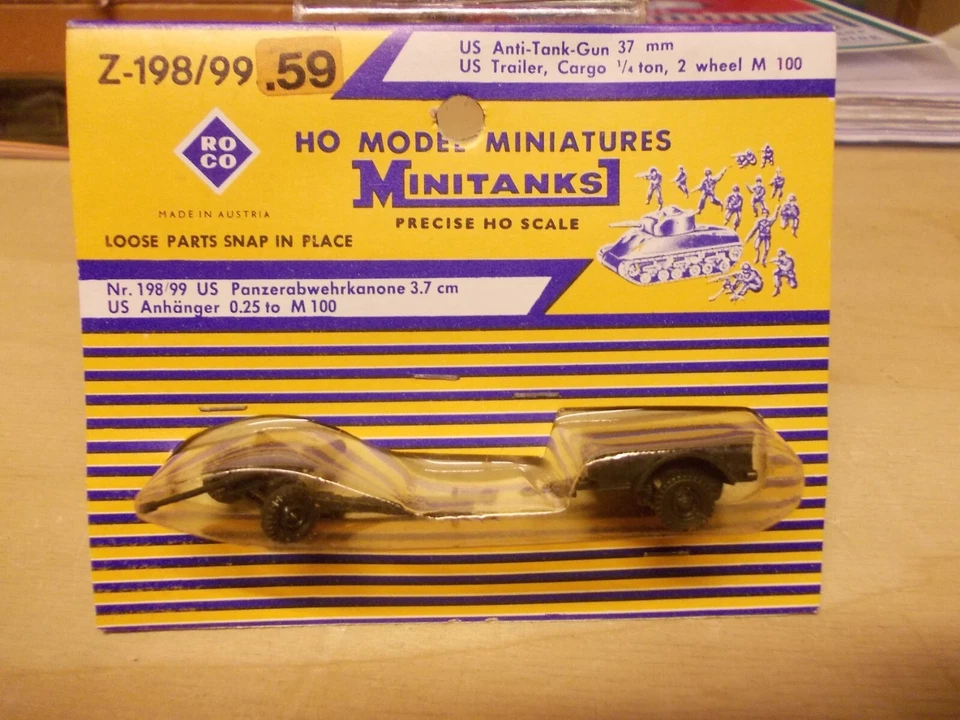 Z-198/99 .59
US Anti-Tank-Gun 37 mm
US Trailer, Cargo ¼ ton, 2 wheel M 100
RO
CO
HO MODEL MINIATURES
MINITANKS
PRECISE HO SCALE
MADE IN AUSTRIA
LOOSE PARTS SNAP IN PLACE
Nr. 198/99 US Panzerabwehrkanone 3.7 cm
US Anhänger 0.25 to M 100